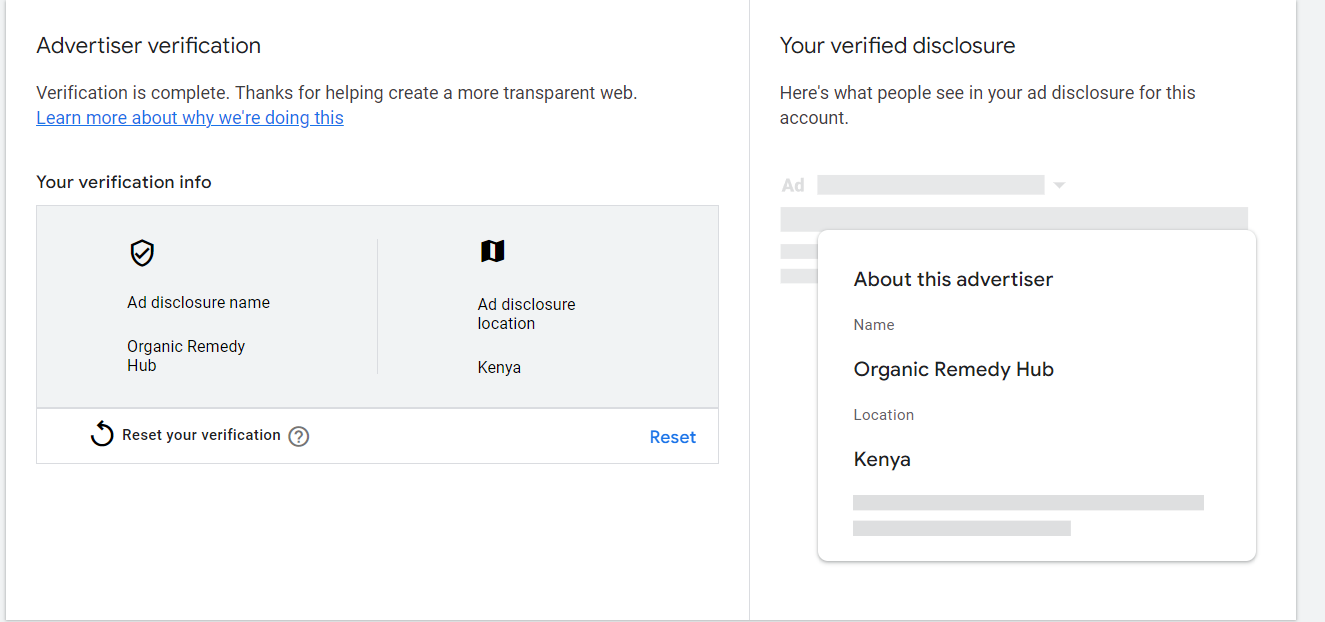 Advertiser verification
Verification is complete. Thanks for helping create a more transparent web.
Learn more about why we're doing this
Your verification info
Ad disclosure name
Organic Remedy
Hub
Ad disclosure
location
Kenya
Reset your verification
Reset
Your verified disclosure
Here's what people see in your ad disclosure for this
account.
Ad
About this advertiser
Name
Organic Remedy Hub
Location
Kenya